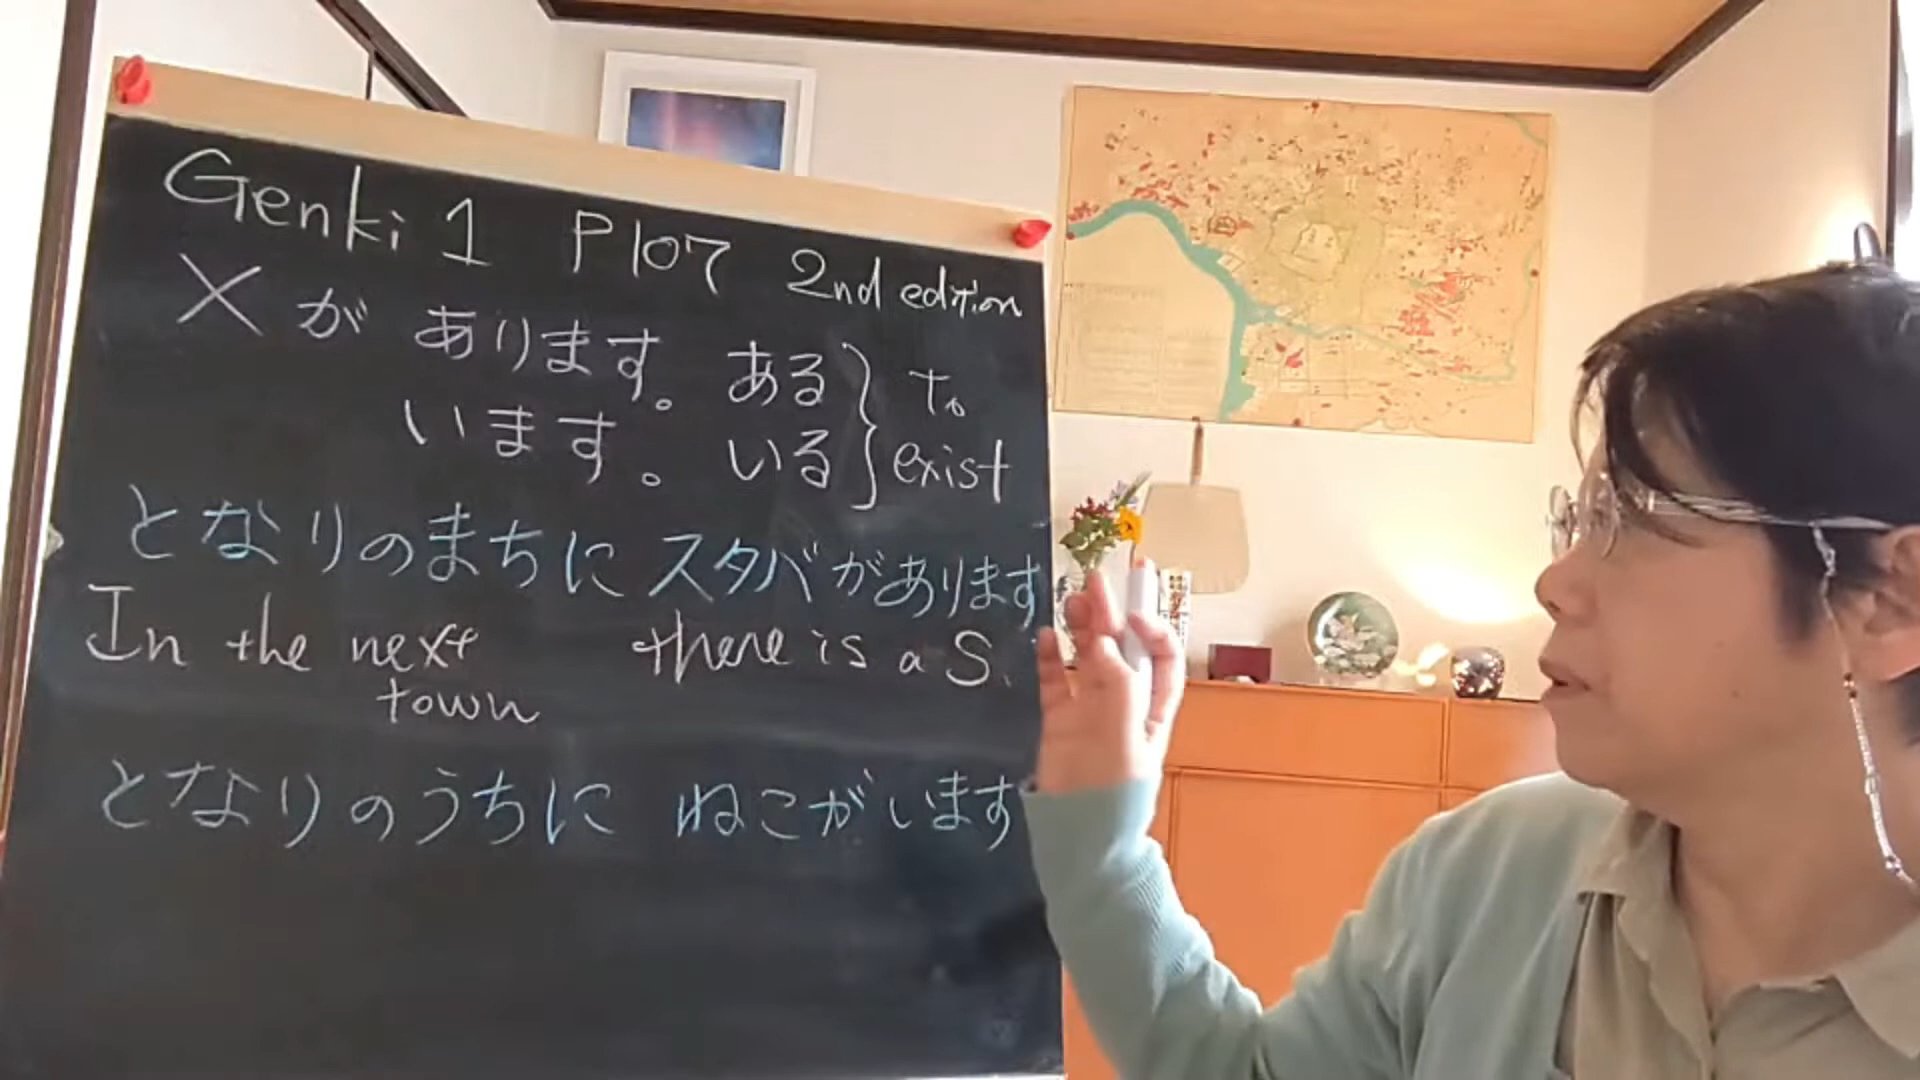 Genki 1 P107 2nd edition
X が あります。 ある } To
います。 いる } exist
となりのまちに スタバがあります
In the next there is a S.
town
となりのうちに ねこがいます